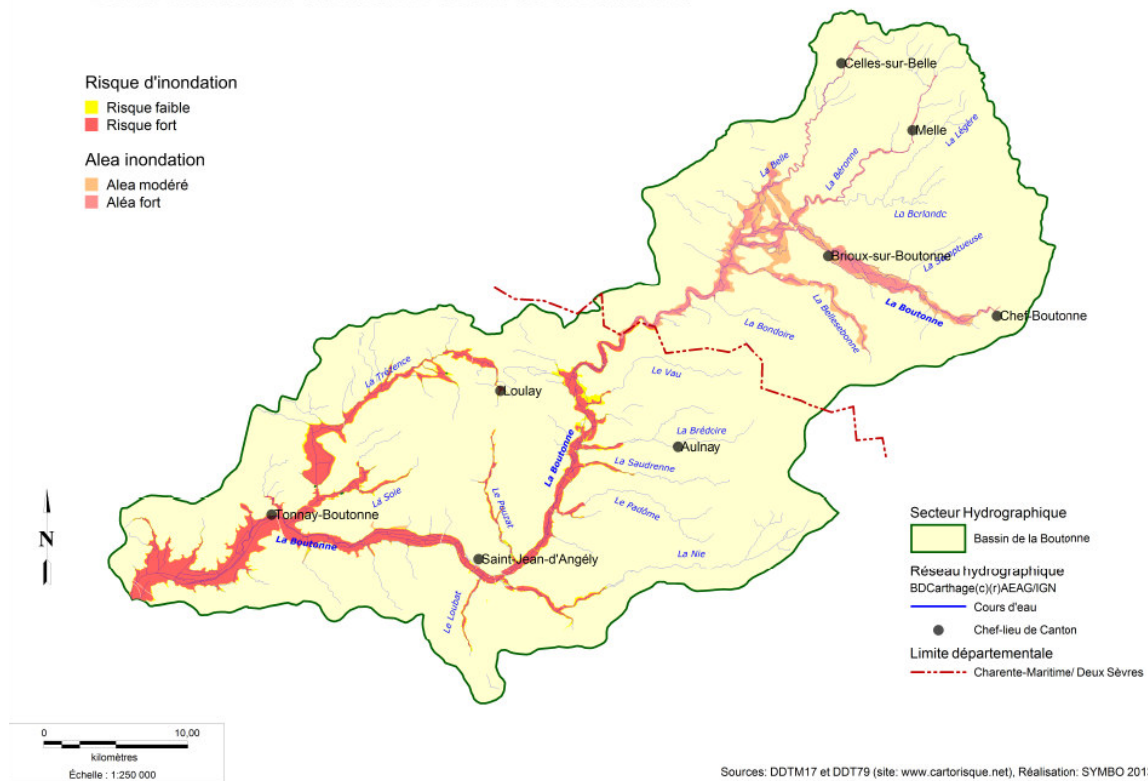 Risque d'inondation
Risque faible
Risque fort
Alea inondation
Alea modéré
Aléa fort
Celles-sur-Belle
Melle
La Légère
La Belle
La Béronne
La Berlande
La Somptueuse
Brioux-sur-Boutonne
La Boutonne
Chef-Boutonne
La Bellesebonne
La Bondoire
Le Vau
La Trézence
Loulay
La Boutonne
La Brédoire
Aulnay
La Saudrenne
Le Pouzat
Le Padôme
La Soie
Tonnay-Boutonne
La Boutonne
La Nie
Saint-Jean-d'Angély
Le Loubat
N
Secteur Hydrographique
Bassin de la Boutonne
Réseau hydrographique
BDCarthage(c)(r)AEAG/IGN
Cours d'eau
Chef-lieu de Canton
Limite départementale
Charente-Maritime/ Deux Sèvres
0 10,00
kilomètres
Échelle : 1:250 000
Sources: DDTM17 et DDT79 (site: www.cartorisque.net), Réalisation: SYMBO 201